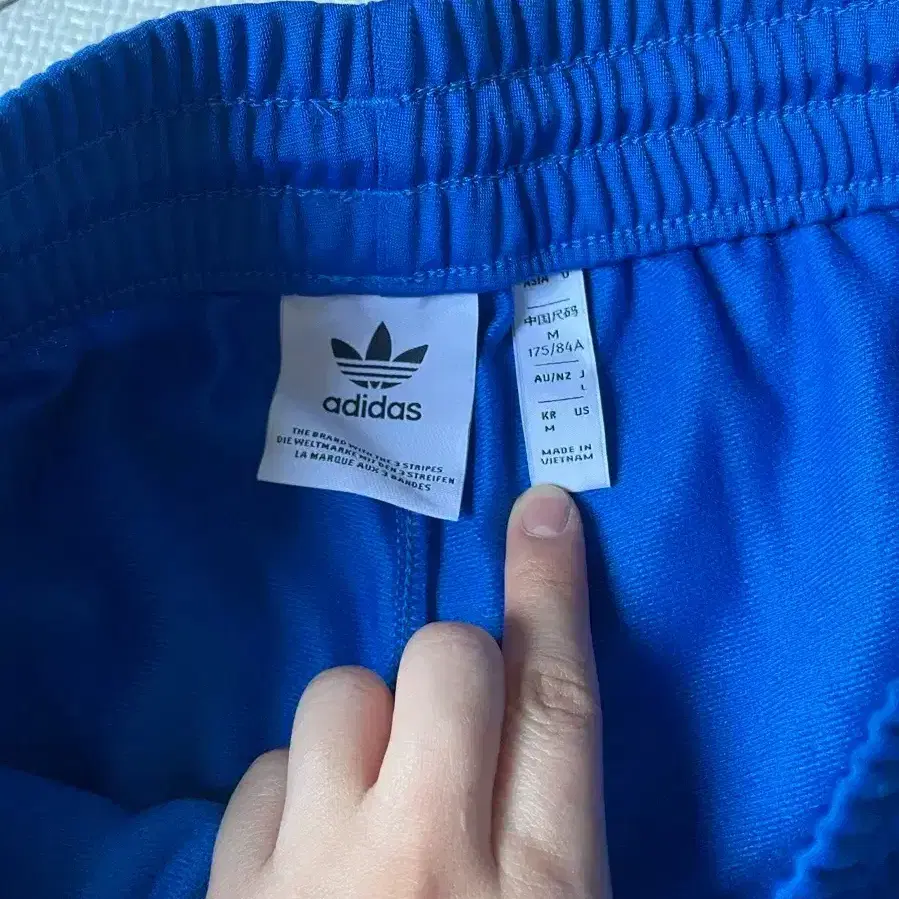 adidas
THE BRAND WITH THE 3 STRIPES
DIE WELTMARKE MIT DEN 3 STREIFEN
LA MARQUE AUX 3 BANDES
ASIA
中国尺码
M
175/84A
AU/NZ J
L
KR US
M
MADE IN
VIETNAM